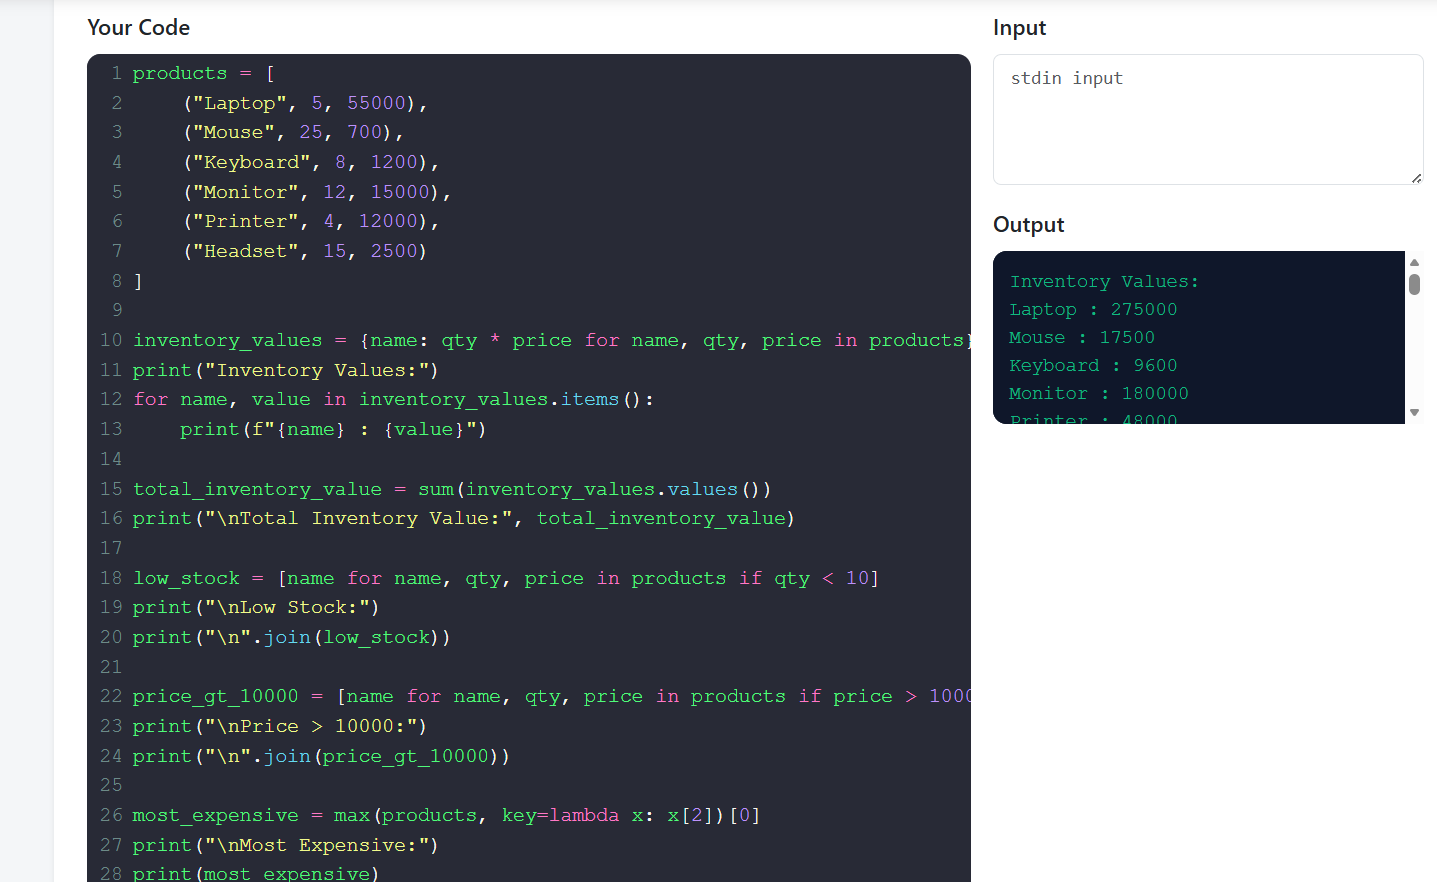 Your Code
1 products = [
2     ("Laptop", 5, 55000),
3     ("Mouse", 25, 700),
4     ("Keyboard", 8, 1200),
5     ("Monitor", 12, 15000),
6     ("Printer", 4, 12000),
7     ("Headset", 15, 2500)
8 ]
9
10 inventory_values = {name: qty * price for name, qty, price in products}
11 print("Inventory Values:")
12 for name, value in inventory_values.items():
13     print(f"{name} : {value}")
14
15 total_inventory_value = sum(inventory_values.values())
16 print("\nTotal Inventory Value:", total_inventory_value)
17
18 low_stock = [name for name, qty, price in products if qty < 10]
19 print("\nLow Stock:")
20 print("\n".join(low_stock))
21
22 price_gt_10000 = [name for name, qty, price in products if price > 1000
23 print("\nPrice > 10000:")
24 print("\n".join(price_gt_10000))
25
26 most_expensive = max(products, key=lambda x: x[2])[0]
27 print("\nMost Expensive:")
28 print(most_expensive)
Input
stdin input
Output
Inventory Values:
Laptop : 275000
Mouse : 17500
Keyboard : 9600
Monitor : 180000
Printer : 48000